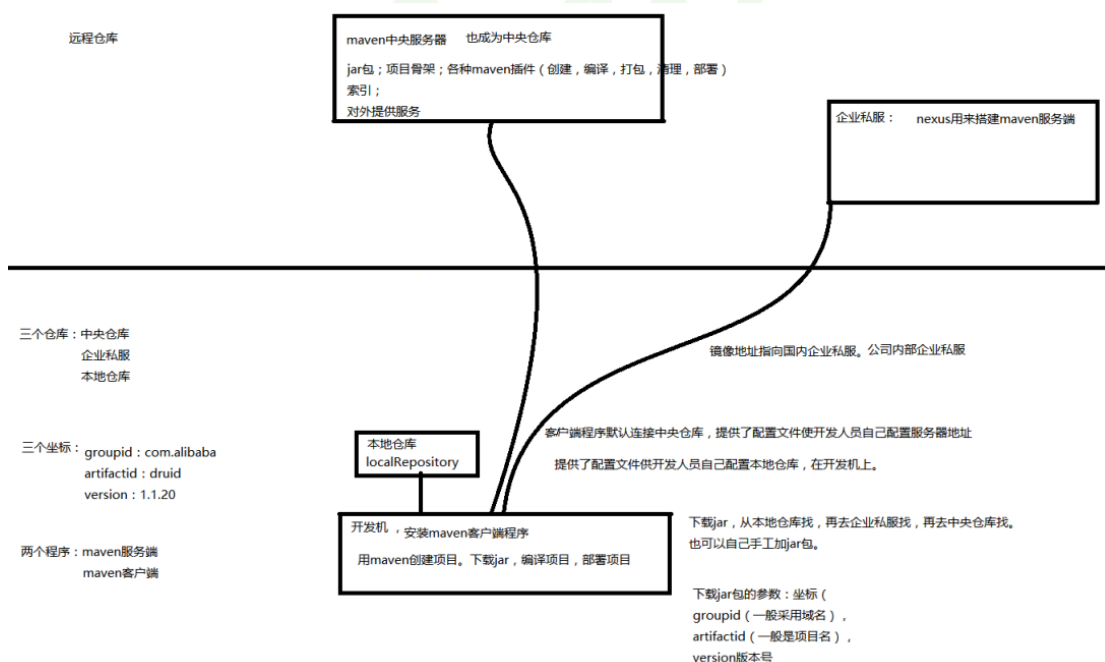 远程仓库
maven中央服务器 也成为中央仓库
jar包；项目骨架；各种maven插件（创建，编译，打包，清理，部署）
索引；
对外提供服务
企业私服： nexus用来搭建maven服务端
三个仓库：中央仓库
企业私服
本地仓库
镜像地址指向国内企业私服。公司内部企业私服
三个坐标：groupid：com.alibaba
artifactid：druid
version：1.1.20
本地仓库
localRepository
客户端程序默认连接中央仓库，提供了配置文件使开发人员自己配置服务器地址
提供了配置文件供开发人员自己配置本地仓库，在开发机上。
两个程序：maven服务端
maven客户端
开发机，安装maven客户端程序
用maven创建项目。下载jar，编译项目，部署项目
下载jar，从本地仓库找，再去企业私服找，再去中央仓库找。
也可以自己手工加jar包。
下载jar包的参数：坐标（
groupid（一般采用域名），
artifactid（一般是项目名），
version版本号